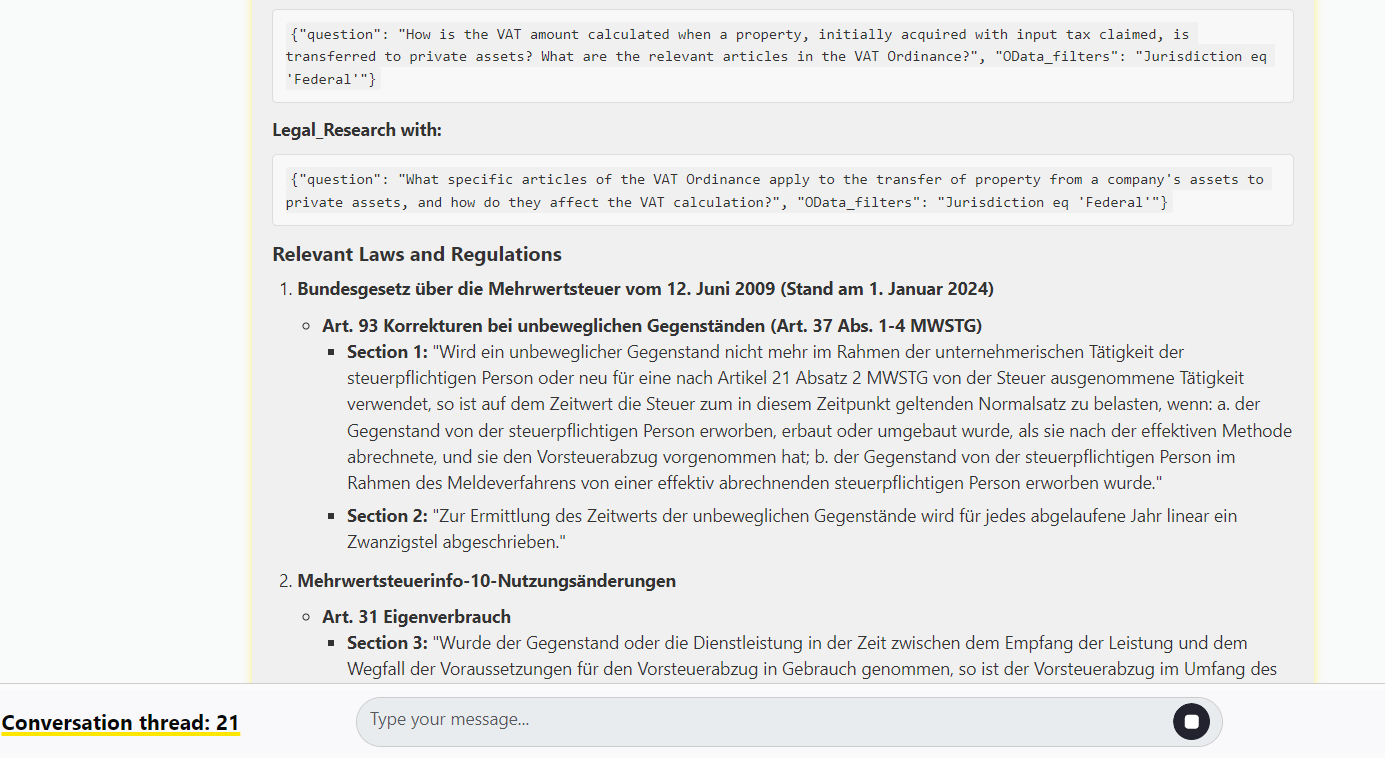 {"question": "How is the VAT amount calculated when a property, initially acquired with input tax claimed, is
transferred to private assets? What are the relevant articles in the VAT Ordinance?", "OData_filters": "Jurisdiction eq
'Federal'"}
Legal_Research with:
{"question": "What specific articles of the VAT Ordinance apply to the transfer of property from a company's assets to
private assets, and how do they affect the VAT calculation?", "OData_filters": "Jurisdiction eq 'Federal'"}
Relevant Laws and Regulations
1. Bundesgesetz über die Mehrwertsteuer vom 12. Juni 2009 (Stand am 1. Januar 2024)
Art. 93 Korrekturen bei unbeweglichen Gegenständen (Art. 37 Abs. 1-4 MWSTG)
Section 1: "Wird ein unbeweglicher Gegenstand nicht mehr im Rahmen der unternehmerischen Tätigkeit der
steuerpflichtigen Person oder neu für eine nach Artikel 21 Absatz 2 MWSTG von der Steuer ausgenommene Tätigkeit
verwendet, so ist auf dem Zeitwert die Steuer zum in diesem Zeitpunkt geltenden Normalsatz zu belasten, wenn: a. der
Gegenstand von der steuerpflichtigen Person erworben, erbaut oder umgebaut wurde, als sie nach der effektiven Methode
abrechnete, und sie den Vorsteuerabzug vorgenommen hat; b. der Gegenstand von der steuerpflichtigen Person im
Rahmen des Meldeverfahrens von einer effektiv abrechnenden steuerpflichtigen Person erworben wurde."
Section 2: "Zur Ermittlung des Zeitwerts der unbeweglichen Gegenstände wird für jedes abgelaufene Jahr linear ein
Zwanzigstel abgeschrieben."
2. Mehrwertsteuerinfo-10-Nutzungsänderungen
Art. 31 Eigenverbrauch
Section 3: "Wurde der Gegenstand oder die Dienstleistung in der Zeit zwischen dem Empfang der Leistung und dem
Wegfall der Voraussetzungen für den Vorsteuerabzug in Gebrauch genommen, so ist der Vorsteuerabzug im Umfang des
Conversation thread: 21
Type your message...